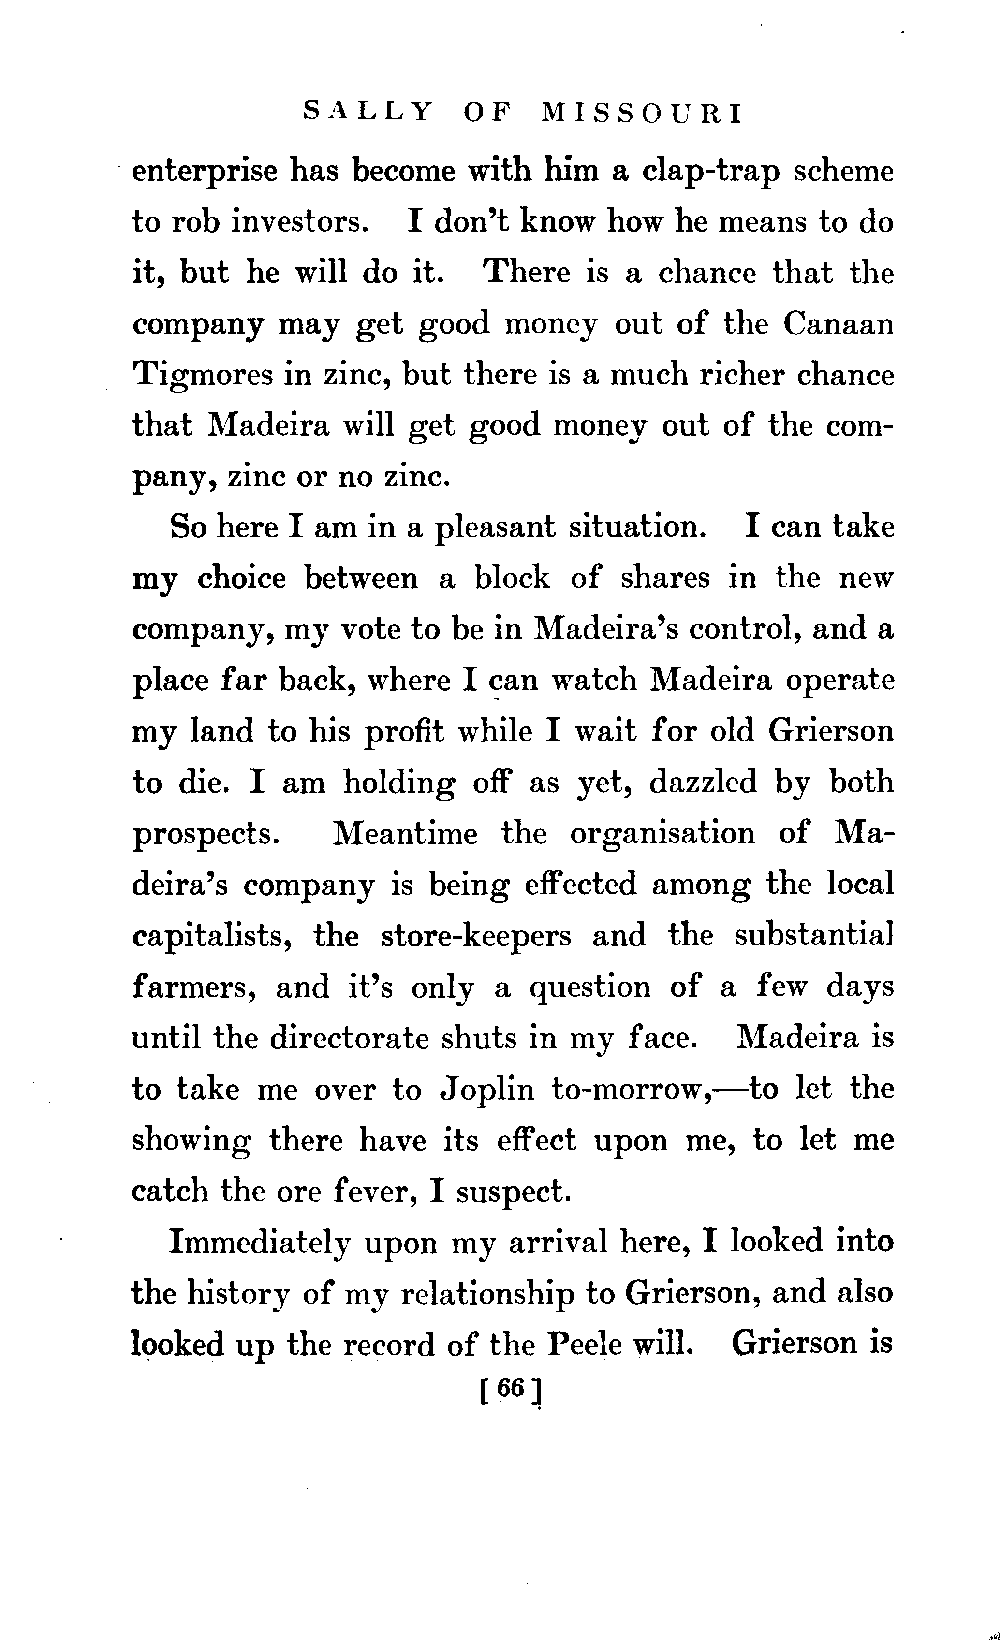 SALLY OF MISSOURI
enterprise has become with him a clap-trap scheme
to rob investors. I don't know how he means to do
it, but he will do it. There is a chance that the
company may get good money out of the Canaan
Tigmores in zinc, but there is a much richer chance
that Madeira will get good money out of the com-
pany, zinc or no zinc.
So here I am in a pleasant situation. I can take
my choice between a block of shares in the new
company, my vote to be in Madeira's control, and a
place far back, where I can watch Madeira operate
my land to his profit while I wait for old Grierson
to die. I am holding off as yet, dazzled by both
prospects. Meantime the organisation of Ma-
deira's company is being effected among the local
capitalists, the store-keepers and the substantial
farmers, and it's only a question of a few days
until the directorate shuts in my face. Madeira is
to take me over to Joplin to-morrow,—to let the
showing there have its effect upon me, to let me
catch the ore fever, I suspect.
Immediately upon my arrival here, I looked into
the history of my relationship to Grierson, and also
looked up the record of the Peele will. Grierson is
[66]